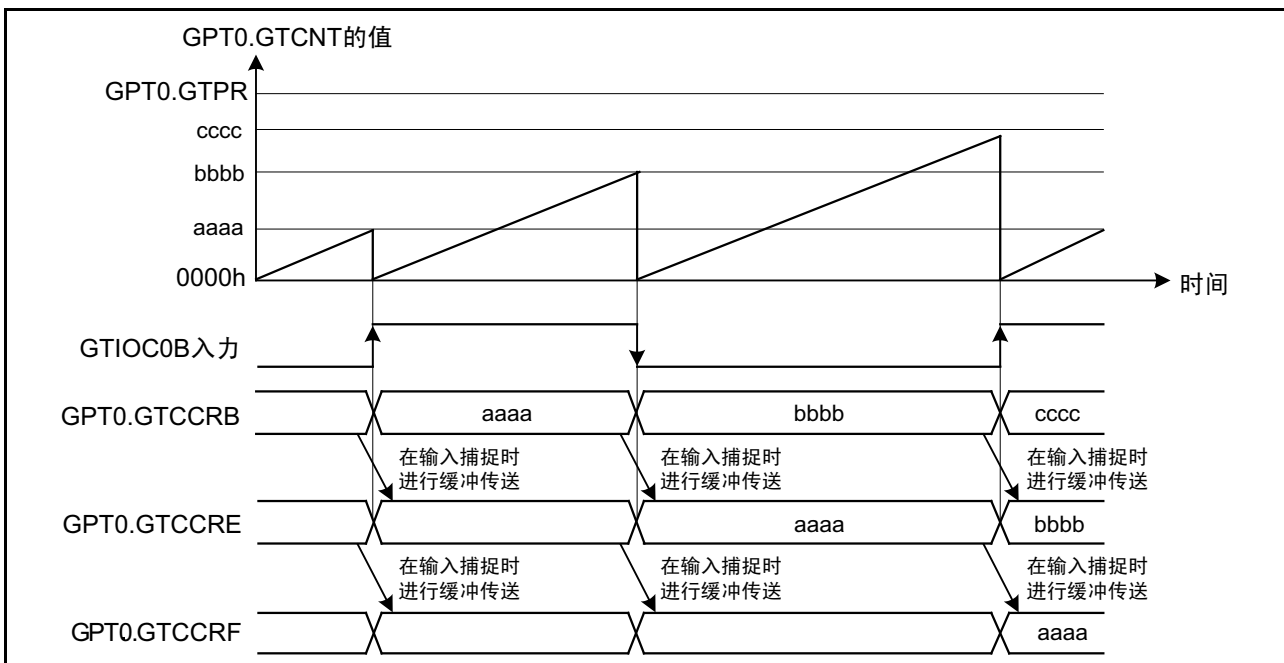 GPT0.GTCNT的值
GPT0.GTPR
cccc
bbbb
aaaa
0000h
时间
GTIOC0B入力
GPT0.GTCCRB
aaaa
bbbb
cccc
在输入捕捉时
进行缓冲传送
在输入捕捉时
进行缓冲传送
在输入捕捉时
进行缓冲传送
GPT0.GTCCRE
aaaa
bbbb
在输入捕捉时
进行缓冲传送
在输入捕捉时
进行缓冲传送
在输入捕捉时
进行缓冲传送
GPT0.GTCCRF
aaaa